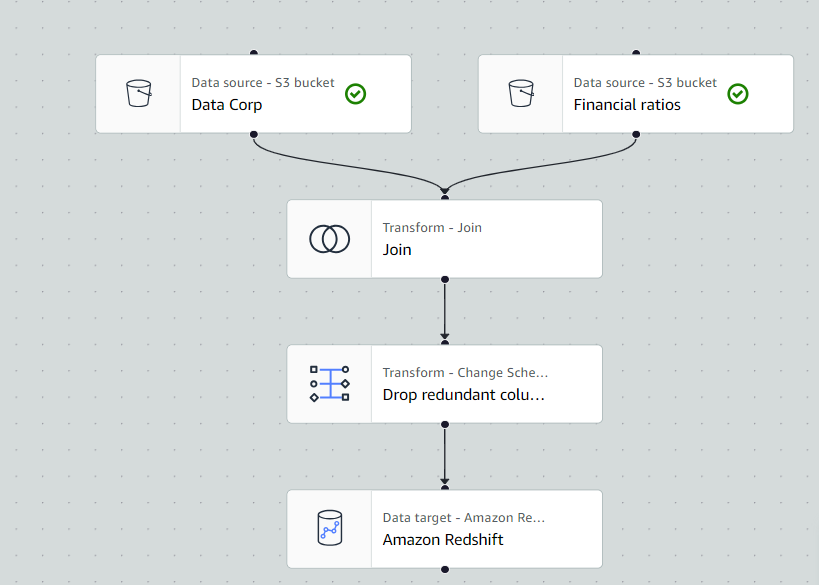 Data source - S3 bucket
Data Corp
Data source - S3 bucket
Financial ratios
Transform - Join
Join
Transform - Change Sche…
Drop redundant colu…
Data target - Amazon Re…
Amazon Redshift